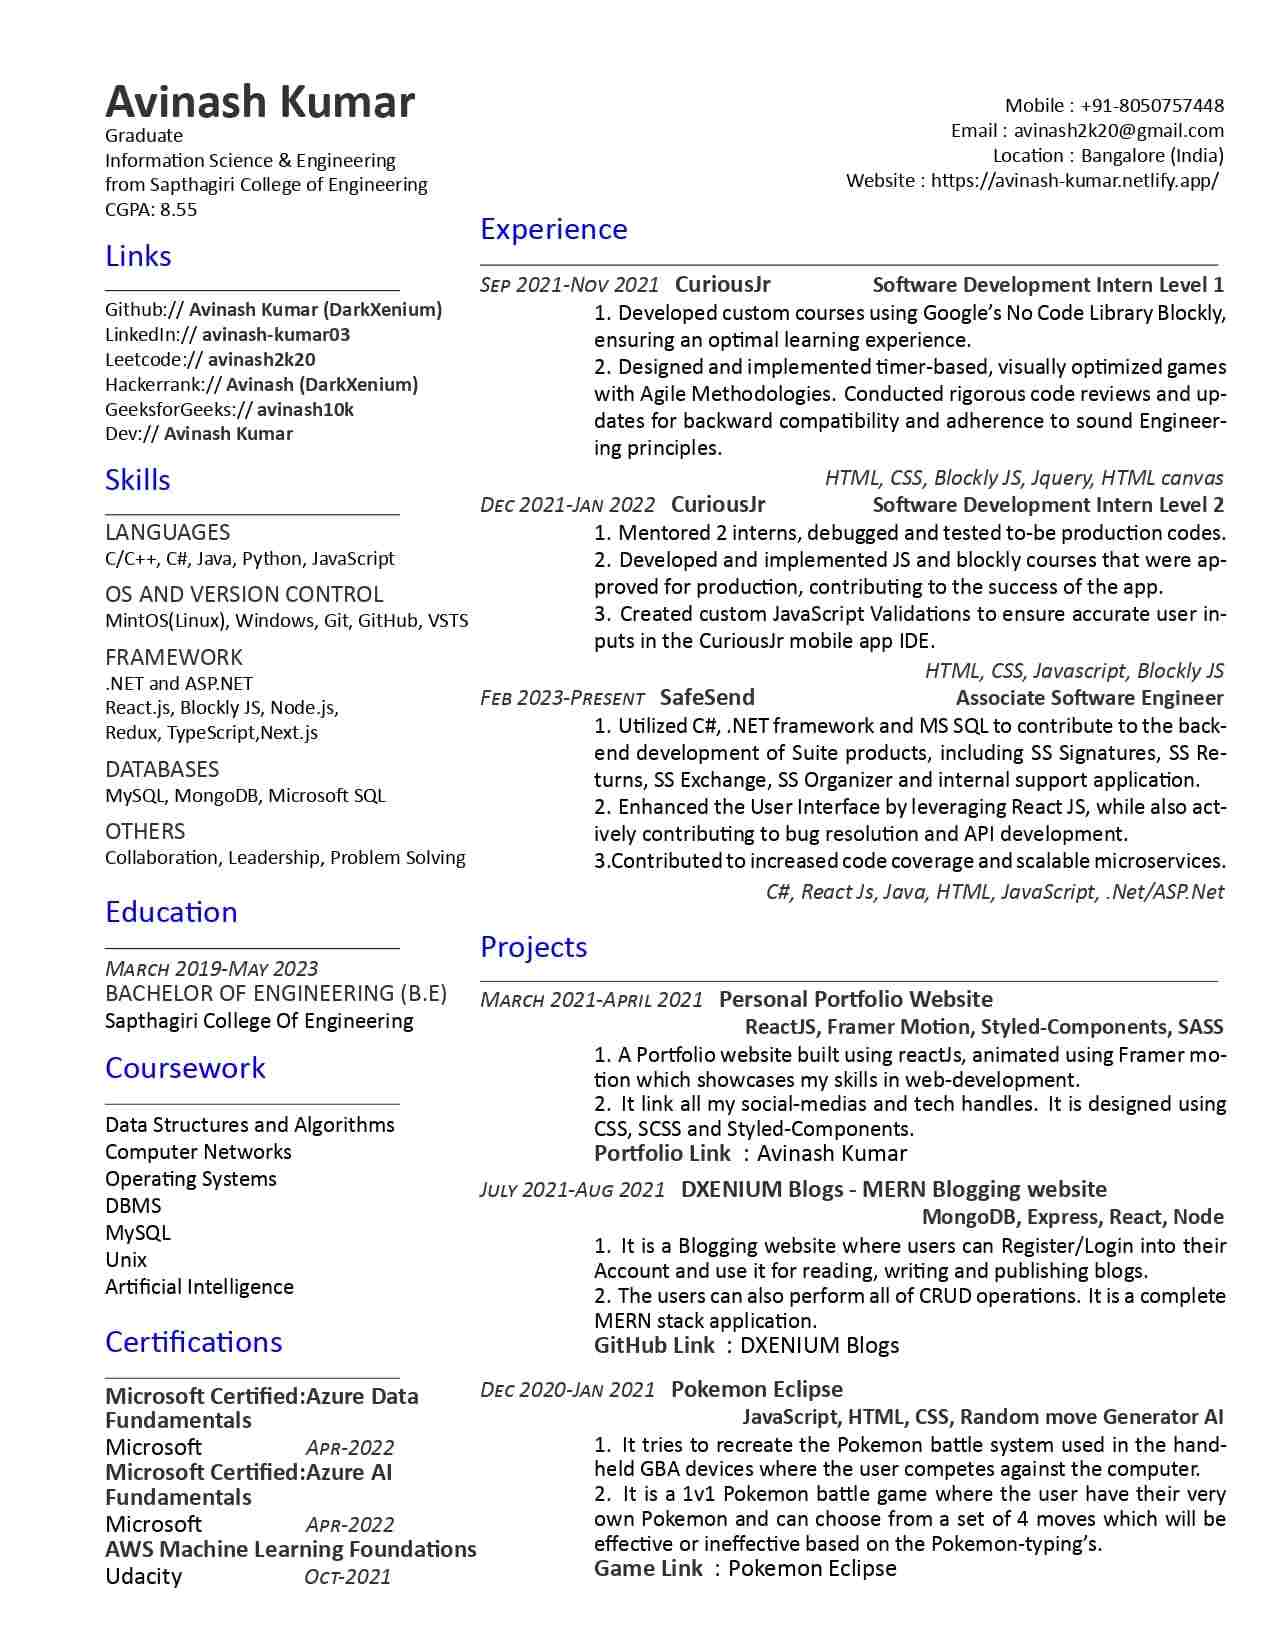 Avinash Kumar
Graduate
Information Science & Engineering
from Sapthagiri College of Engineering
CGPA: 8.55
Mobile : +91-8050757448
Email : avinash2k20@gmail.com
Location : Bangalore (India)
Website : https://avinash-kumar.netlify.app/
Links
Github:// Avinash Kumar (DarkXenium)
LinkedIn:// avinash-kumar03
Leetcode:// avinash2k20
Hackerrank:// Avinash (DarkXenium)
GeeksforGeeks:// avinash10k
Dev:// Avinash Kumar
Skills
LANGUAGES
C/C++, C#, Java, Python, JavaScript
OS AND VERSION CONTROL
MintOS(Linux), Windows, Git, GitHub, VSTS
FRAMEWORK
.NET and ASP.NET
React.js, Blockly JS, Node.js,
Redux, TypeScript,Next.js
DATABASES
MySQL, MongoDB, Microsoft SQL
OTHERS
Collaboration, Leadership, Problem Solving
Education
March 2019-May 2023
BACHELOR OF ENGINEERING (B.E)
Sapthagiri College Of Engineering
Coursework
Data Structures and Algorithms
Computer Networks
Operating Systems
DBMS
MySQL
Unix
Artificial Intelligence
Certifications
Microsoft Certified:Azure Data
Fundamentals
Microsoft Apr-2022
Microsoft Certified:Azure AI
Fundamentals
Microsoft Apr-2022
AWS Machine Learning Foundations
Udacity Oct-2021
Experience
Sep 2021-Nov 2021 CuriousJr Software Development Intern Level 1
1. Developed custom courses using Google's No Code Library Blockly,
ensuring an optimal learning experience.
2. Designed and implemented timer-based, visually optimized games
with Agile Methodologies. Conducted rigorous code reviews and up-
dates for backward compatibility and adherence to sound Engineer-
ing principles.
HTML, CSS, Blockly JS, Jquery, HTML canvas
Dec 2021-Jan 2022 CuriousJr Software Development Intern Level 2
1. Mentored 2 interns, debugged and tested to-be production codes.
2. Developed and implemented JS and blockly courses that were ap-
proved for production, contributing to the success of the app.
3. Created custom JavaScript Validations to ensure accurate user in-
puts in the CuriousJr mobile app IDE.
HTML, CSS, Javascript, Blockly JS
Feb 2023-Present SafeSend Associate Software Engineer
1. Utilized C#, .NET framework and MS SQL to contribute to the back-
end development of Suite products, including SS Signatures, SS Re-
turns, SS Exchange, SS Organizer and internal support application.
2. Enhanced the User Interface by leveraging React JS, while also act-
ively contributing to bug resolution and API development.
3.Contributed to increased code coverage and scalable microservices.
C#, React Js, Java, HTML, JavaScript, .Net/ASP.Net
Projects
March 2021-April 2021 Personal Portfolio Website
ReactJS, Framer Motion, Styled-Components, SASS
1. A Portfolio website built using reactJs, animated using Framer mo-
tion which showcases my skills in web-development.
2. It link all my social-medias and tech handles. It is designed using
CSS, SCSS and Styled-Components.
Portfolio Link : Avinash Kumar
July 2021-Aug 2021 DXENIUM Blogs - MERN Blogging website
MongoDB, Express, React, Node
1. It is a Blogging website where users can Register/Login into their
Account and use it for reading, writing and publishing blogs.
2. The users can also perform all of CRUD operations. It is a complete
MERN stack application.
GitHub Link : DXENIUM Blogs
Dec 2020-Jan 2021 Pokemon Eclipse
JavaScript, HTML, CSS, Random move Generator AI
1. It tries to recreate the Pokemon battle system used in the hand-
held GBA devices where the user competes against the computer.
2. It is a 1v1 Pokemon battle game where the user have their very
own Pokemon and can choose from a set of 4 moves which will be
effective or ineffective based on the Pokemon-typing's.
Game Link : Pokemon Eclipse